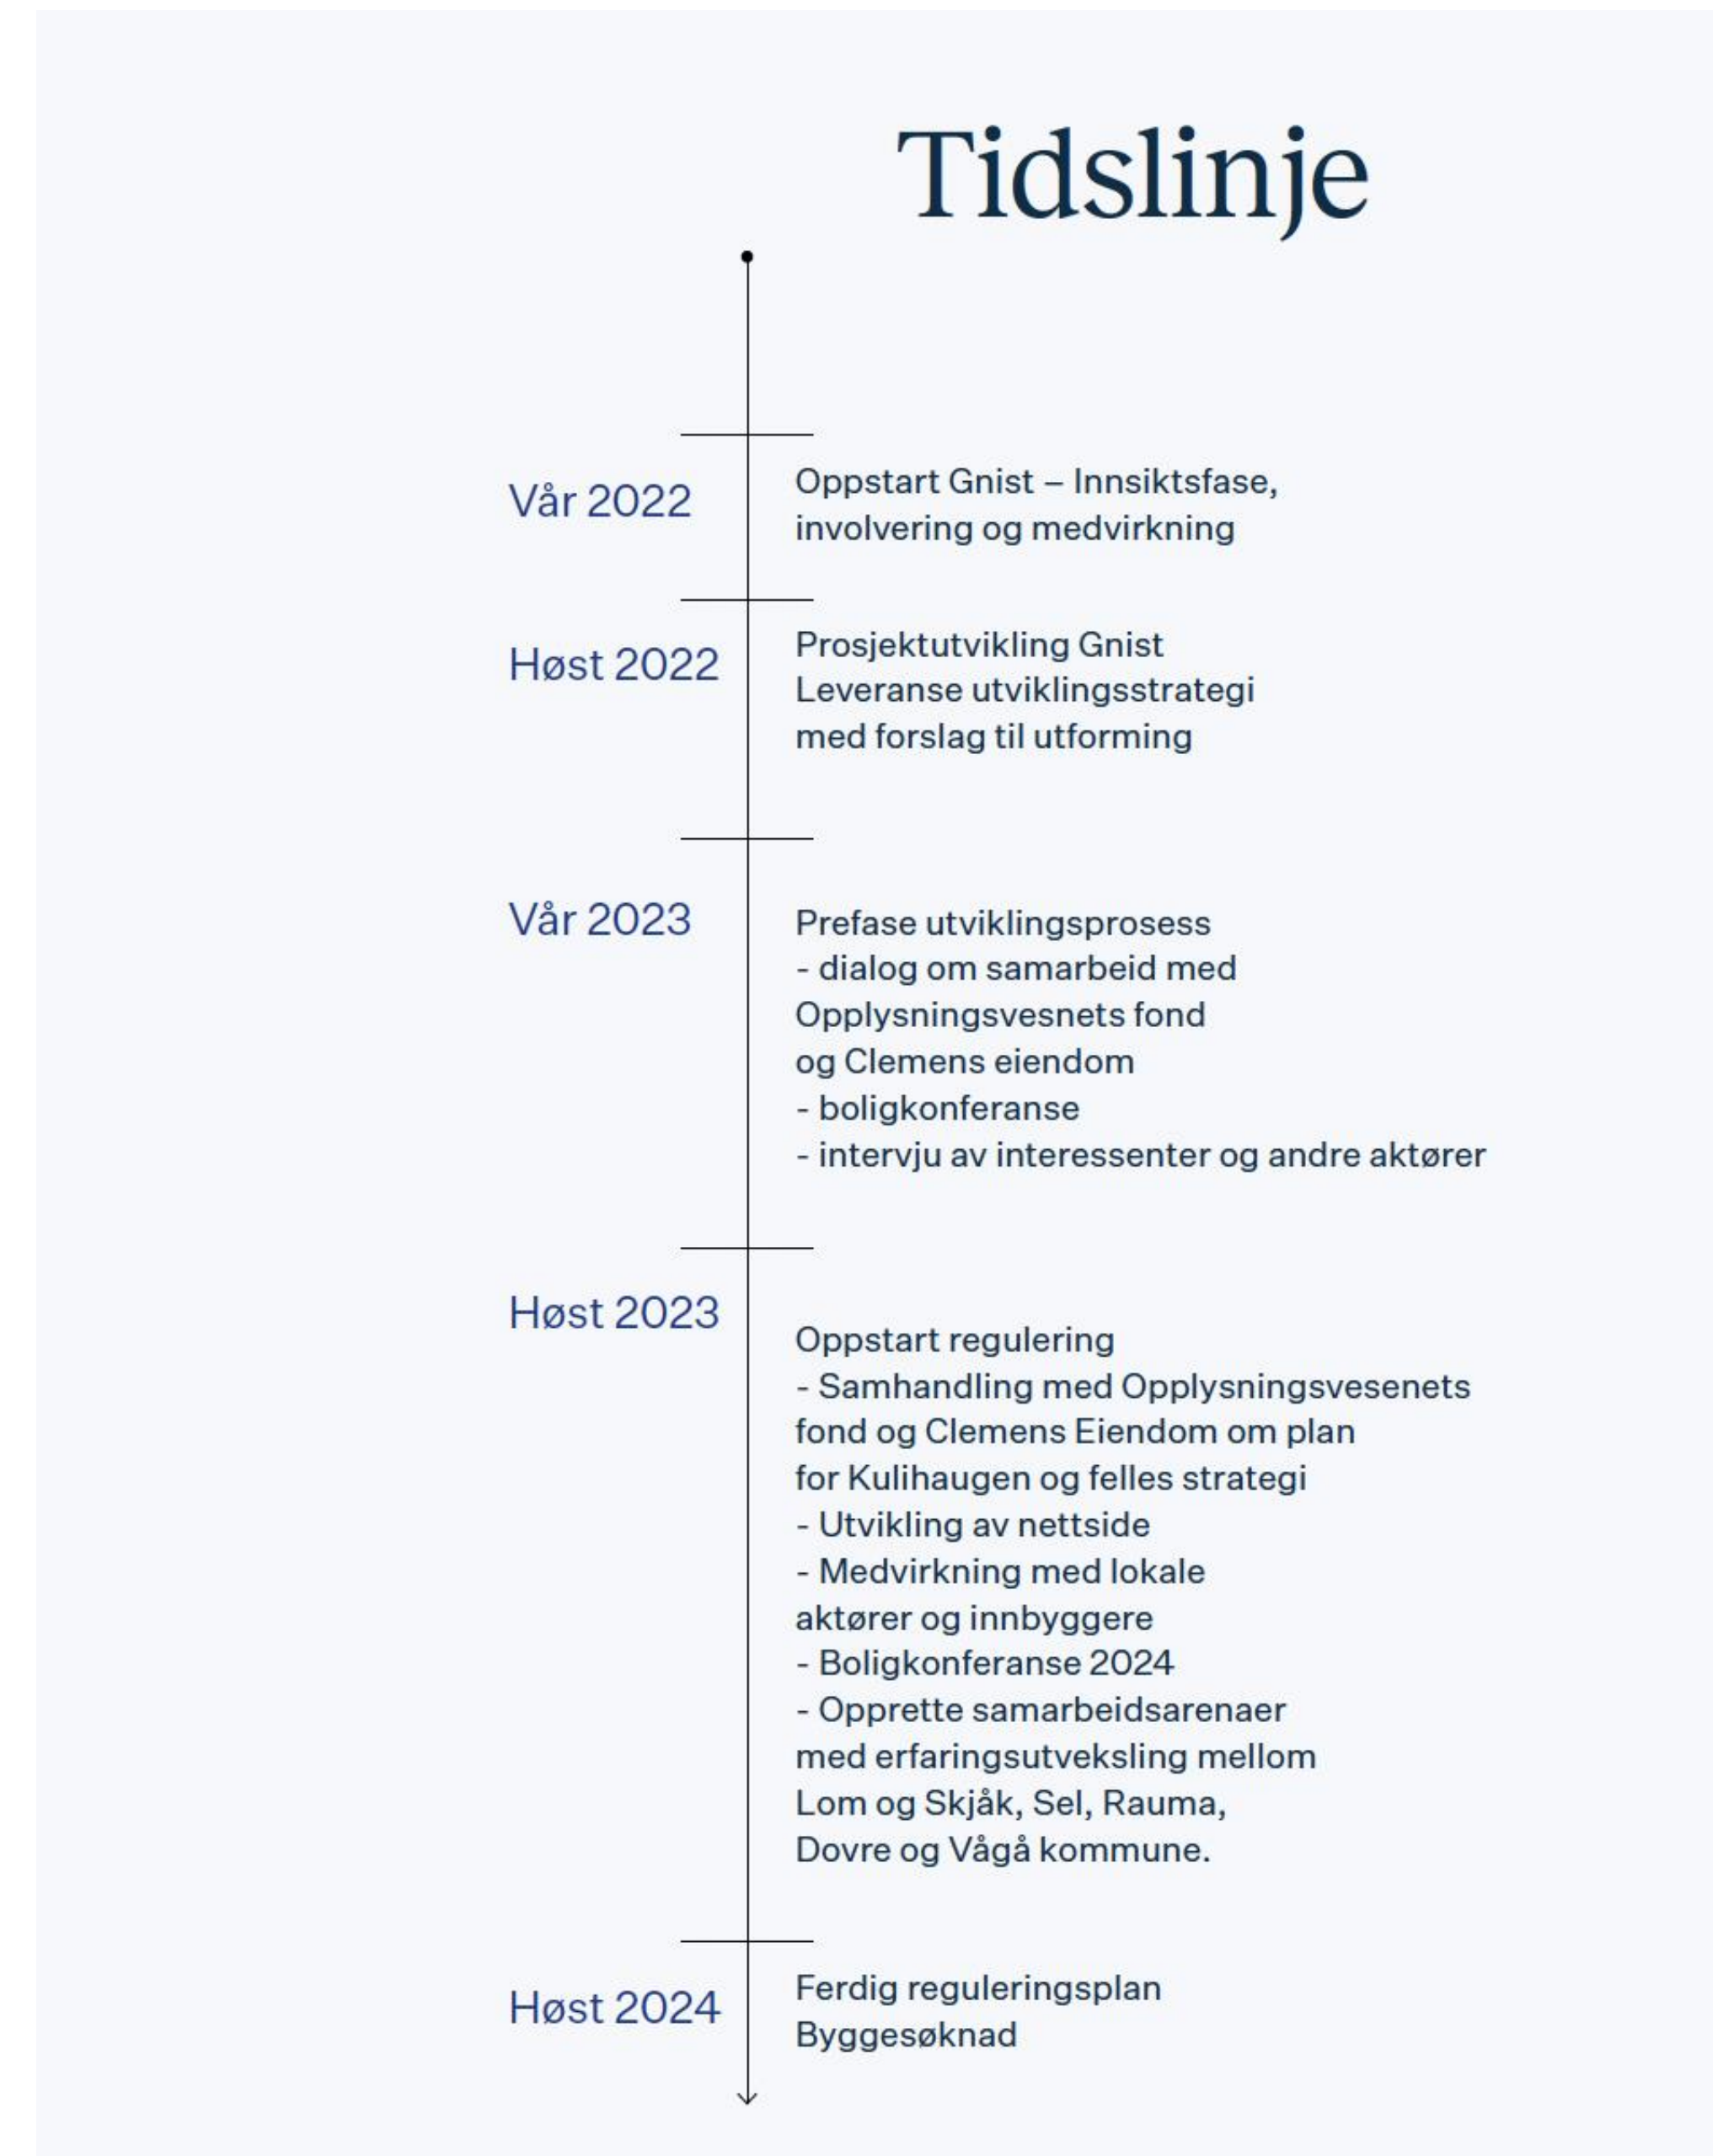 Tidslinje
Vår 2022
Oppstart Gnist – Innsiktsfase,
involvering og medvirkning
Høst 2022
Prosjektutvikling Gnist
Leveranse utviklingsstrategi
med forslag til utforming
Vår 2023
Prefase utviklingsprosess
- dialog om samarbeid med
Opplysningsvesnets fond
og Clemens eiendom
- boligkonferanse
- intervju av interessenter og andre aktører
Høst 2023
Oppstart regulering
- Samhandling med Opplysningsvesenets
fond og Clemens Eiendom om plan
for Kulihaugen og felles strategi
- Utvikling av nettside
- Medvirkning med lokale
aktører og innbyggere
- Boligkonferanse 2024
- Opprette samarbeidsarenaer
med erfaringsutveksling mellom
Lom og Skjåk, Sel, Rauma,
Dovre og Vågå kommune.
Høst 2024
Ferdig reguleringsplan
Byggesøknad